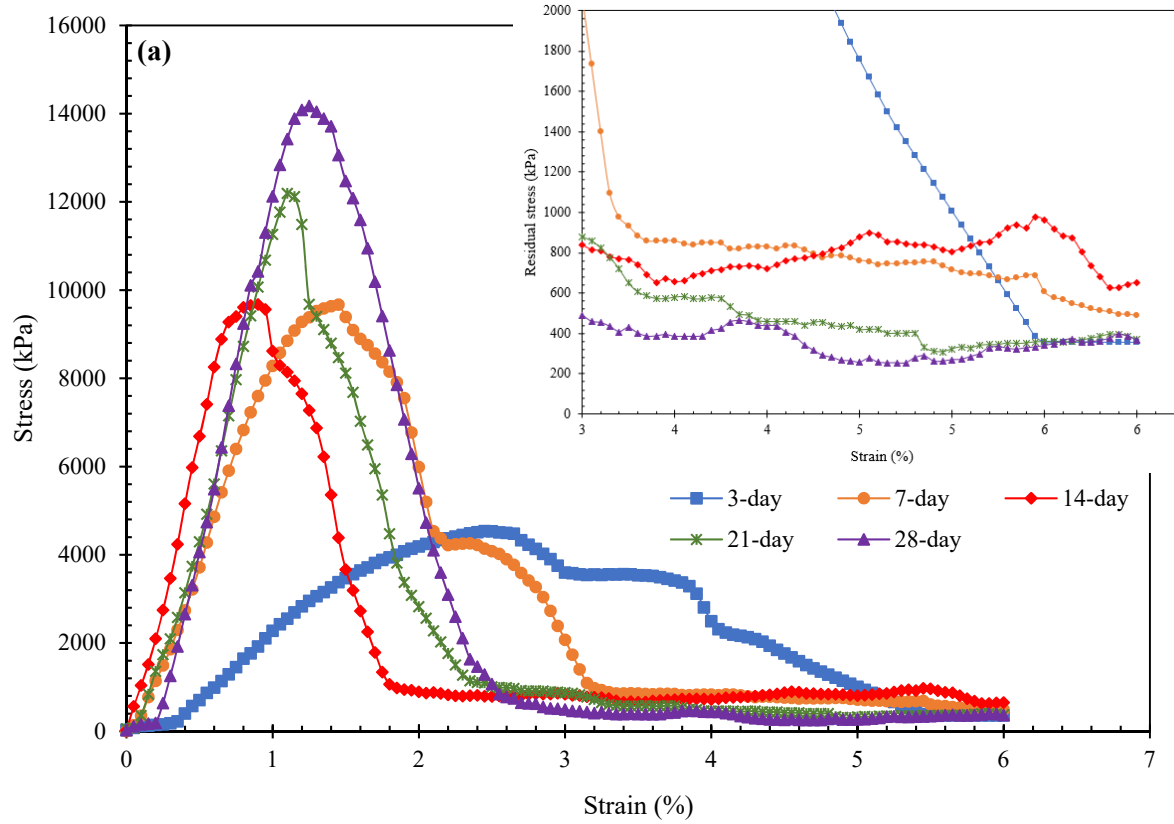 (a)
Stress (kPa)
16000
14000
12000
10000
8000
6000
4000
2000
0
0 1 2 3 4 5 6 7
Strain (%)
Residual stress (kPa)
2000
1800
1600
1400
1200
1000
800
600
400
200
0
3 4 4 5 5 6 6
Strain (%)
3-day 7-day 14-day
21-day 28-day